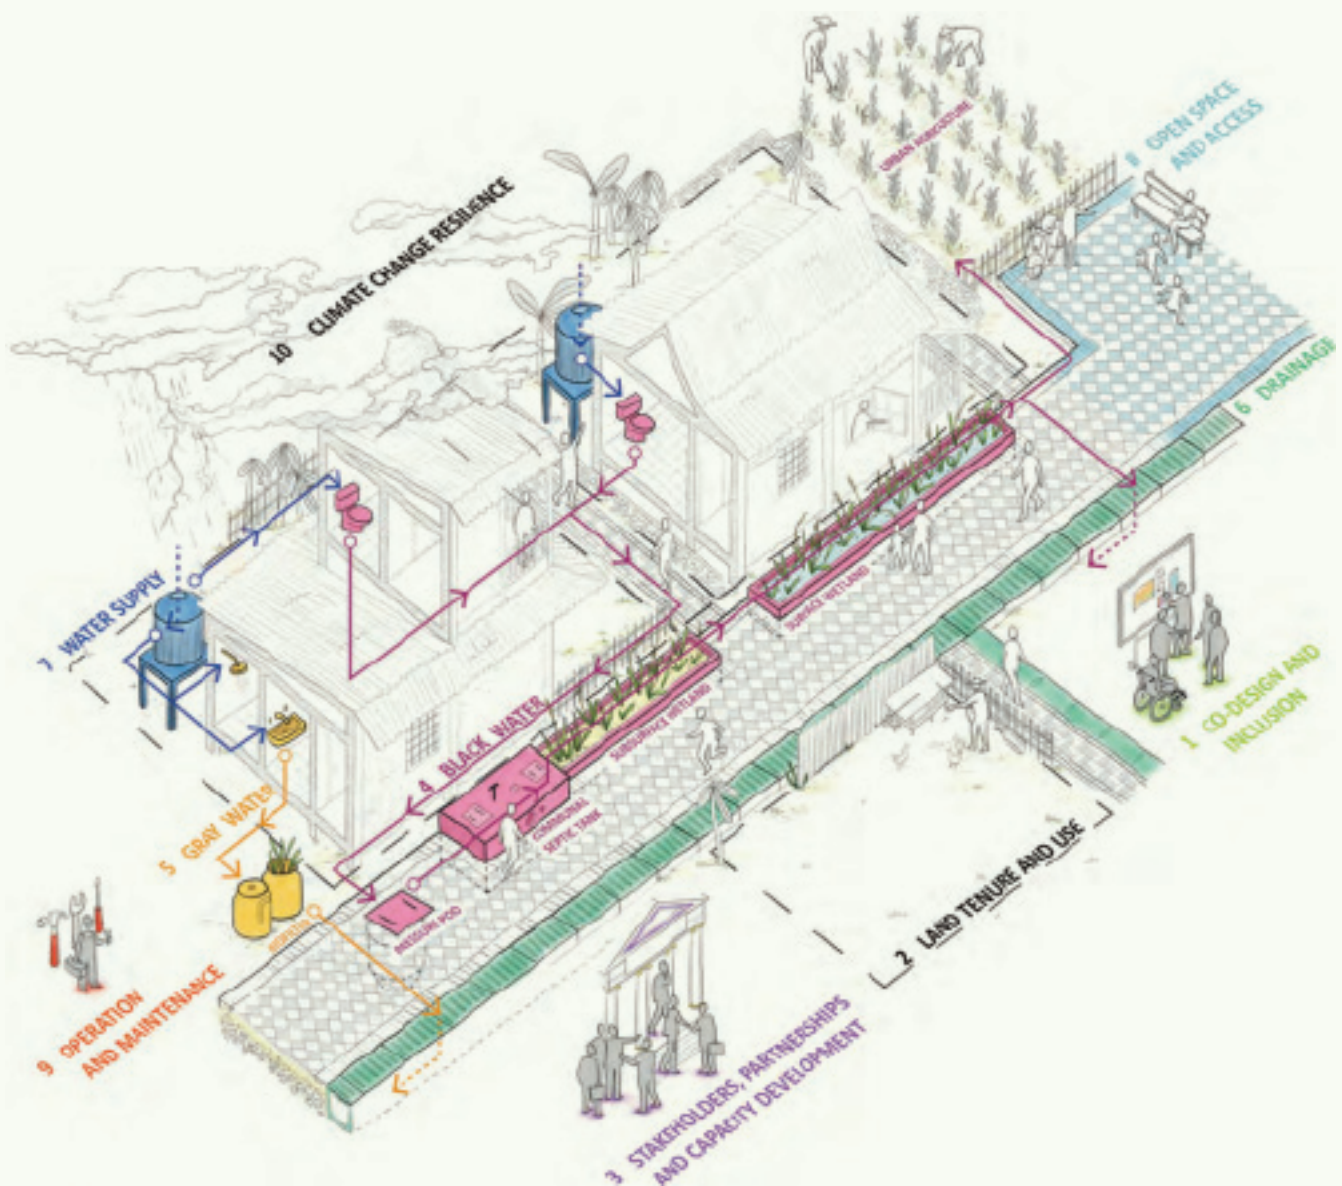 URBAN AGRICULTURE
8 OPEN SPACE
AND ACCESS
10 CLIMATE CHANGE RESILIENCE
6 DRAINAGE
7 WATER SUPPLY
SURFACE WETLAND
SUBSURFACE WETLAND
4 BLACK WATER
COMMUNAL
SEPTIC TANK
5 GRAY WATER
1 CO-DESIGN AND
INCLUSION
2 LAND TENURE AND USE
9 OPERATION
AND MAINTENANCE
3 STAKEHOLDERS, PARTNERSHIPS
AND CAPACITY DEVELOPMENT